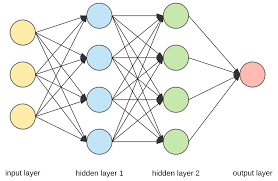 input layer
hidden layer 1
hidden layer 2
output layer